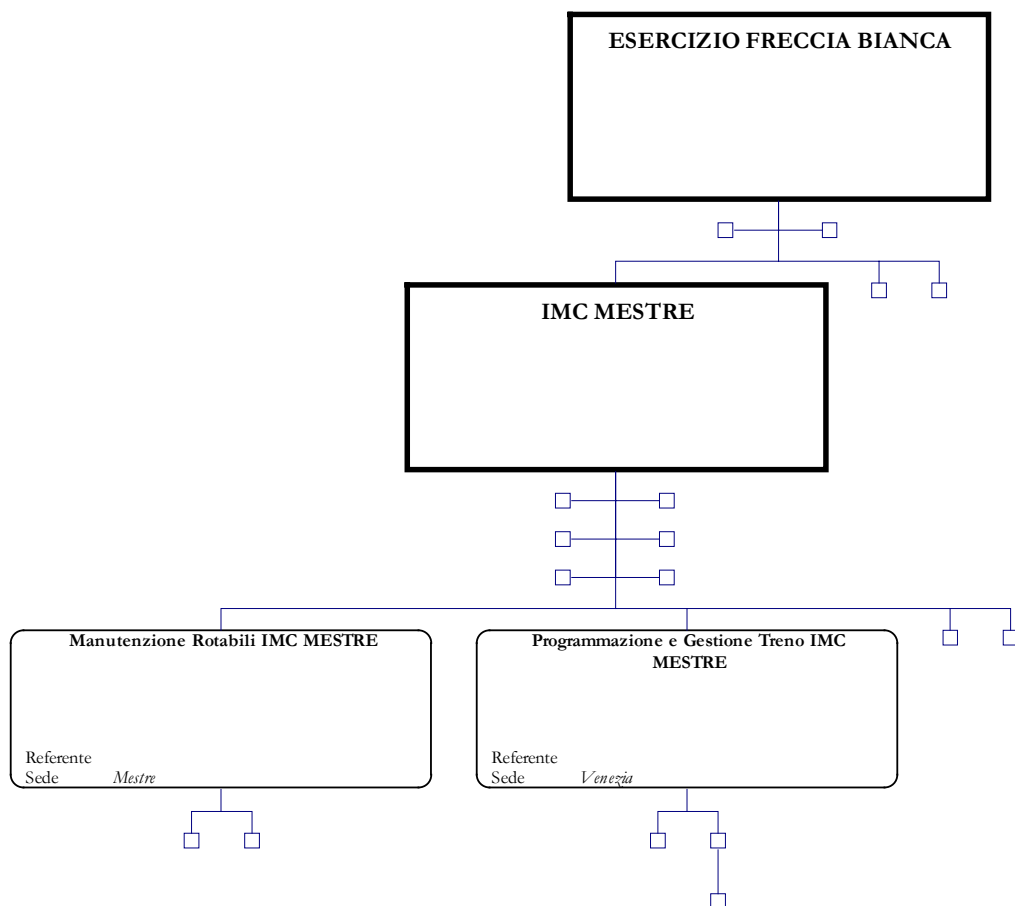 ESERCIZIO FRECCIA BIANCA
IMC MESTRE
Manutenzione Rotabili IMC MESTRE
Referente
Sede Mestre
Programmazione e Gestione Treno IMC
MESTRE
Referente
Sede Venezia